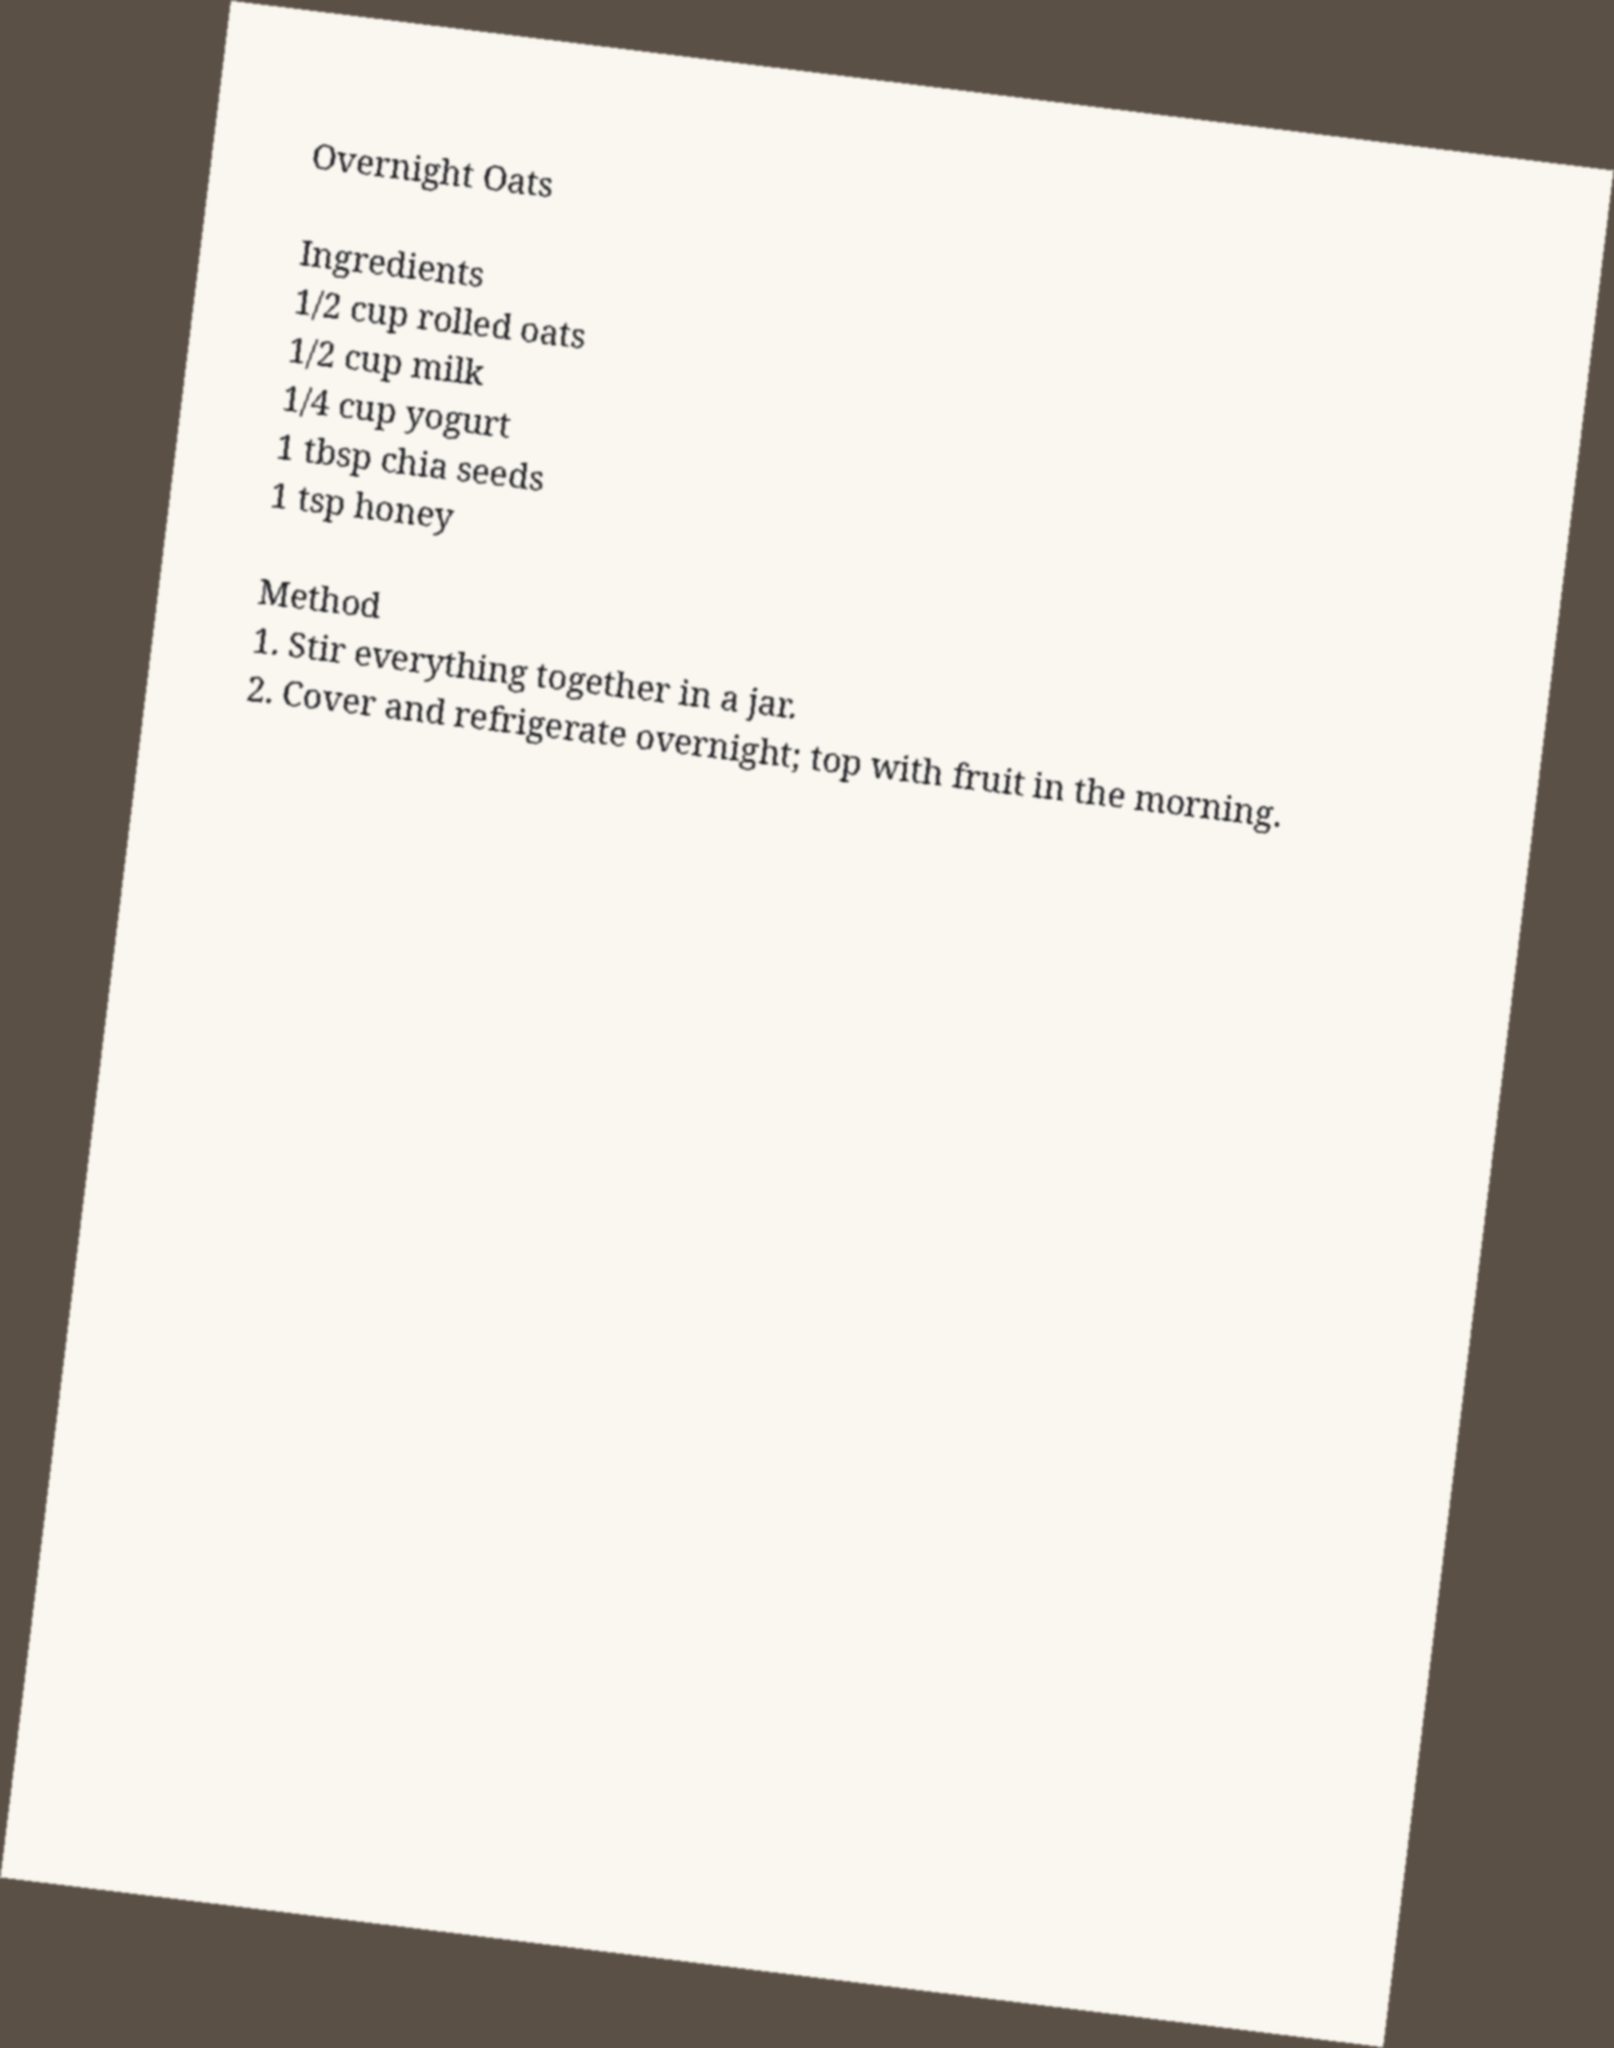 Overnight Oats

Ingredients
1/2 cup rolled oats
1/2 cup milk
1/4 cup yogurt
1 tbsp chia seeds
1 tsp honey

Method
1. Stir everything together in a jar.
2. Cover and refrigerate overnight; top with fruit in the morning.